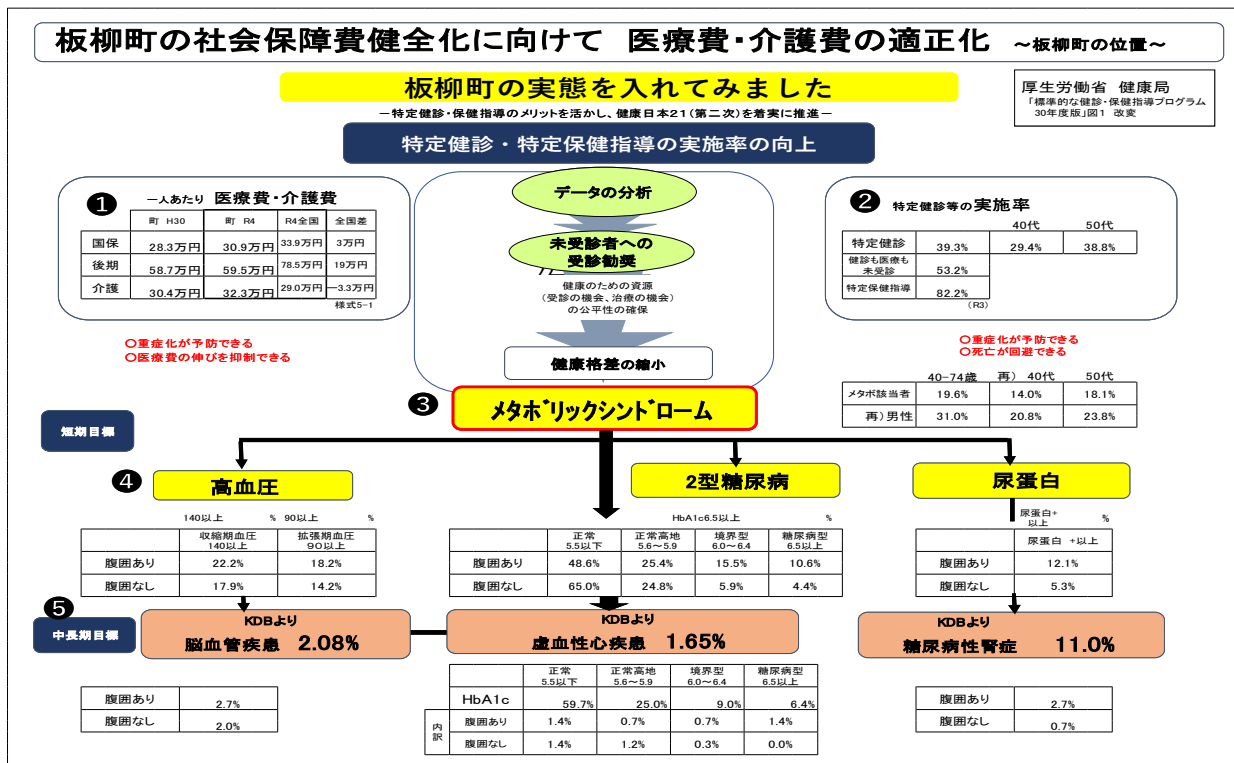 板柳町の社会保障費健全化に向けて 医療費・介護費の適正化 ~板柳町の位置~
板柳町の実態を入れてみました
-特定健診・保健指導のメリットを活かし、健康日本21(第二次)を着実に推進-
厚生労働省 健康局
「標準的な健診・保健指導プログラム
30年度版」図1 改変
特定健診・特定保健指導の実施率の向上
❶ 一人あたり 医療費・介護費
町 H30 町 R4 R4全国 全国差
国保 28.3万円 30.9万円 33.9万円 3万円
後期 58.7万円 59.5万円 78.5万円 19万円
介護 30.4万円 32.3万円 29.0万円 -3.3万円
様式5-1
○重症化が予防できる
○医療費の伸びを抑制できる
データの分析
未受診者への
受診勧奨
健康のための資源
(受診の機会、治療の機会)
の公平性の確保
健康格差の縮小
❷ 特定健診等の実施率
40代 50代
特定健診 39.3% 29.4% 38.8%
健診も医療も
未受診 53.2%
特定保健指導 82.2%
(R3)
○重症化が予防できる
○死亡が回避できる
40-74歳 再) 40代 50代
メタボ該当者 19.6% 14.0% 18.1%
再)男性 31.0% 20.8% 23.8%
❸ メタボリックシンドローム
短期目標
❹ 高血圧
2型糖尿病
尿蛋白
140以上 % 90以上 %
収縮期血圧 拡張期血圧
140以上 90以上
腹囲あり 22.2% 18.2%
腹囲なし 17.9% 14.2%
HbA1c6.5以上 %
正常 正常高地 境界型 糖尿病型
5.5以下 5.6~5.9 6.0~6.4 6.5以上
腹囲あり 48.6% 25.4% 15.5% 10.6%
腹囲なし 65.0% 24.8% 5.9% 4.4%
尿蛋白+
以上 %
尿蛋白 +以上
腹囲あり 12.1%
腹囲なし 5.3%
❺
中長期目標
KDBより
脳血管疾患 2.08%
KDBより
虚血性心疾患 1.65%
KDBより
糖尿病性腎症 11.0%
腹囲あり 2.7%
腹囲なし 2.0%
正常 正常高地 境界型 糖尿病型
5.5以下 5.6~5.9 6.0~6.4 6.5以上
HbA1c 59.7% 25.0% 9.0% 6.4%
内訳
腹囲あり 1.4% 0.7% 0.7% 1.4%
腹囲なし 1.4% 1.2% 0.3% 0.0%
腹囲あり 2.7%
腹囲なし 0.7%